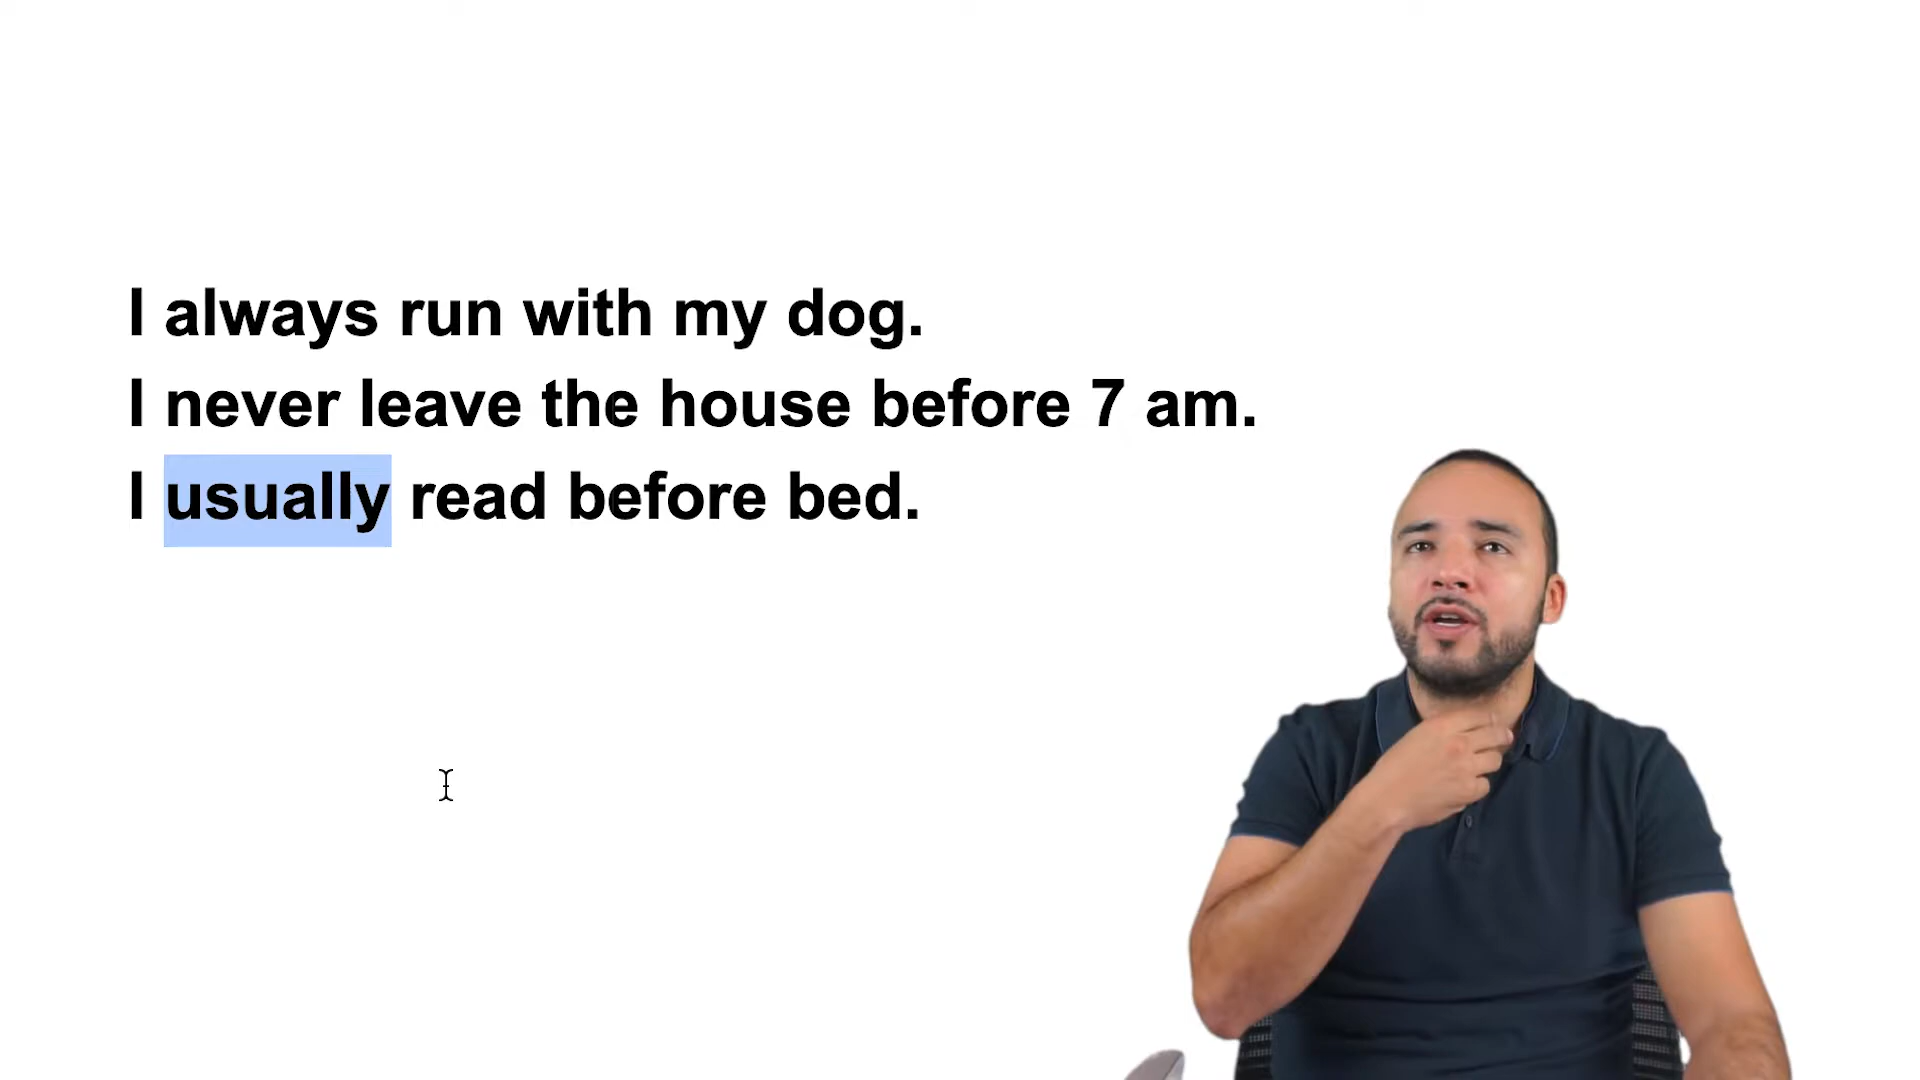 I always run with my dog.
I never leave the house before 7 am.
I usually read before bed.